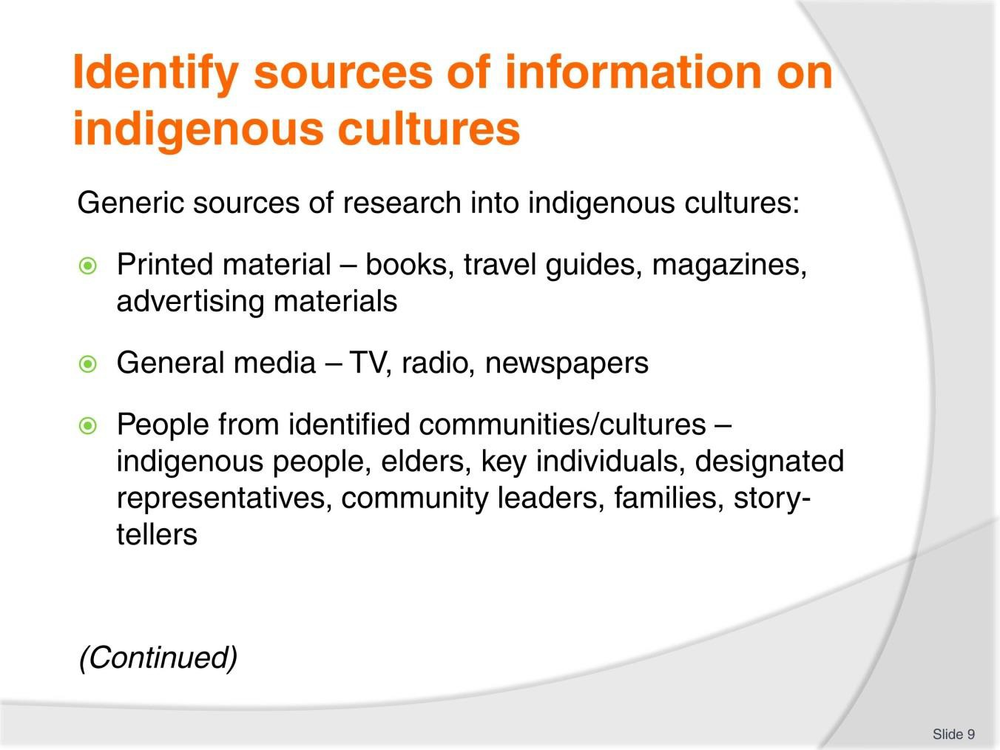 Identify sources of information on
indigenous cultures
Generic sources of research into indigenous cultures:
Printed material – books, travel guides, magazines,
advertising materials
General media – TV, radio, newspapers
People from identified communities/cultures –
indigenous people, elders, key individuals, designated
representatives, community leaders, families, story-
tellers
(Continued)
Slide 9